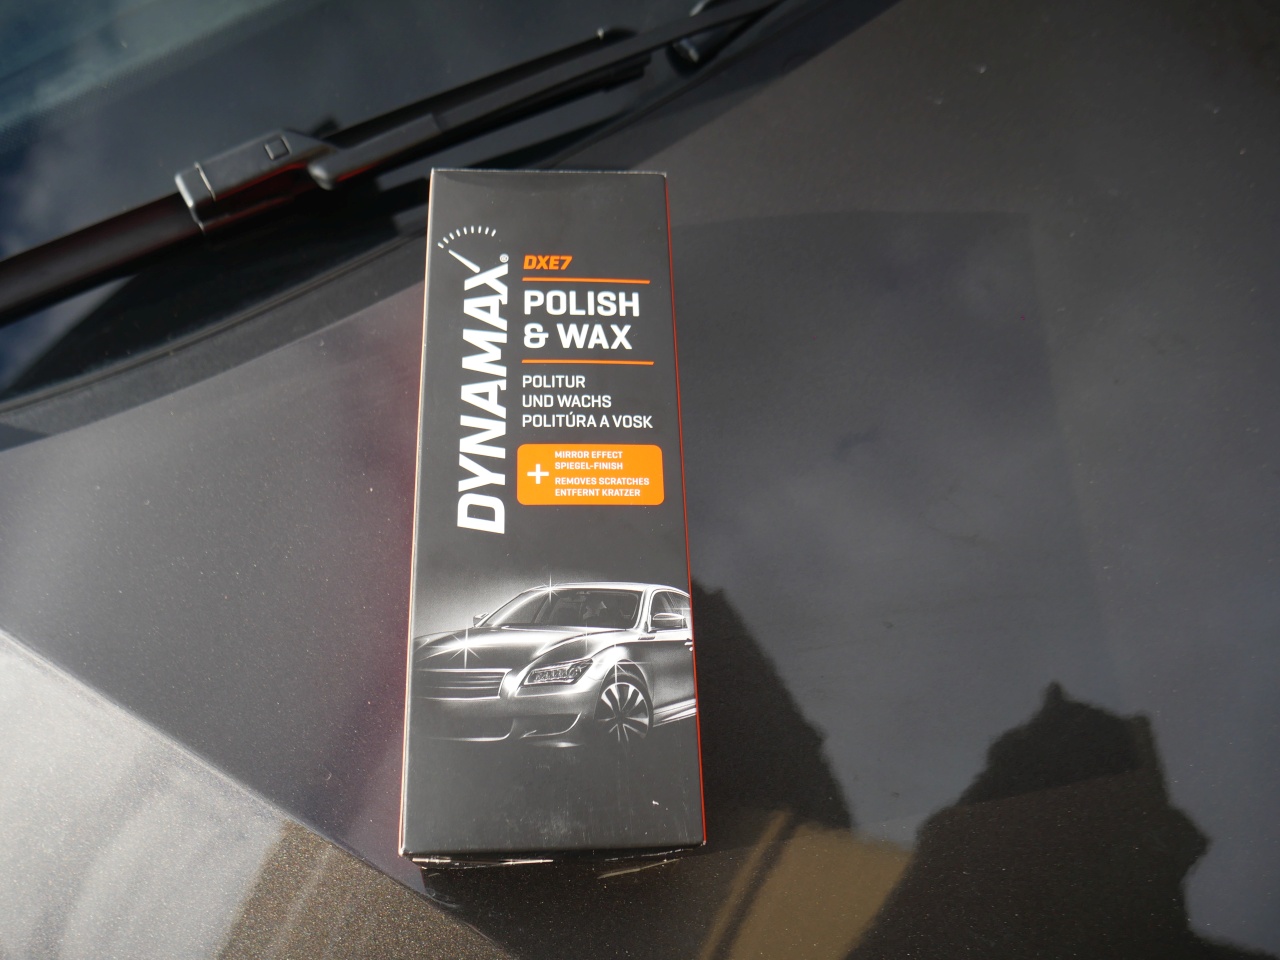 DYNAMAX®
DXE7
POLISH
& WAX
POLITUR
UND WACHS
POLITÚRA A VOSK
+
MIRROR EFFECT
SPIEGEL-FINISH
REMOVES SCRATCHES
ENTFERNT KRATZER